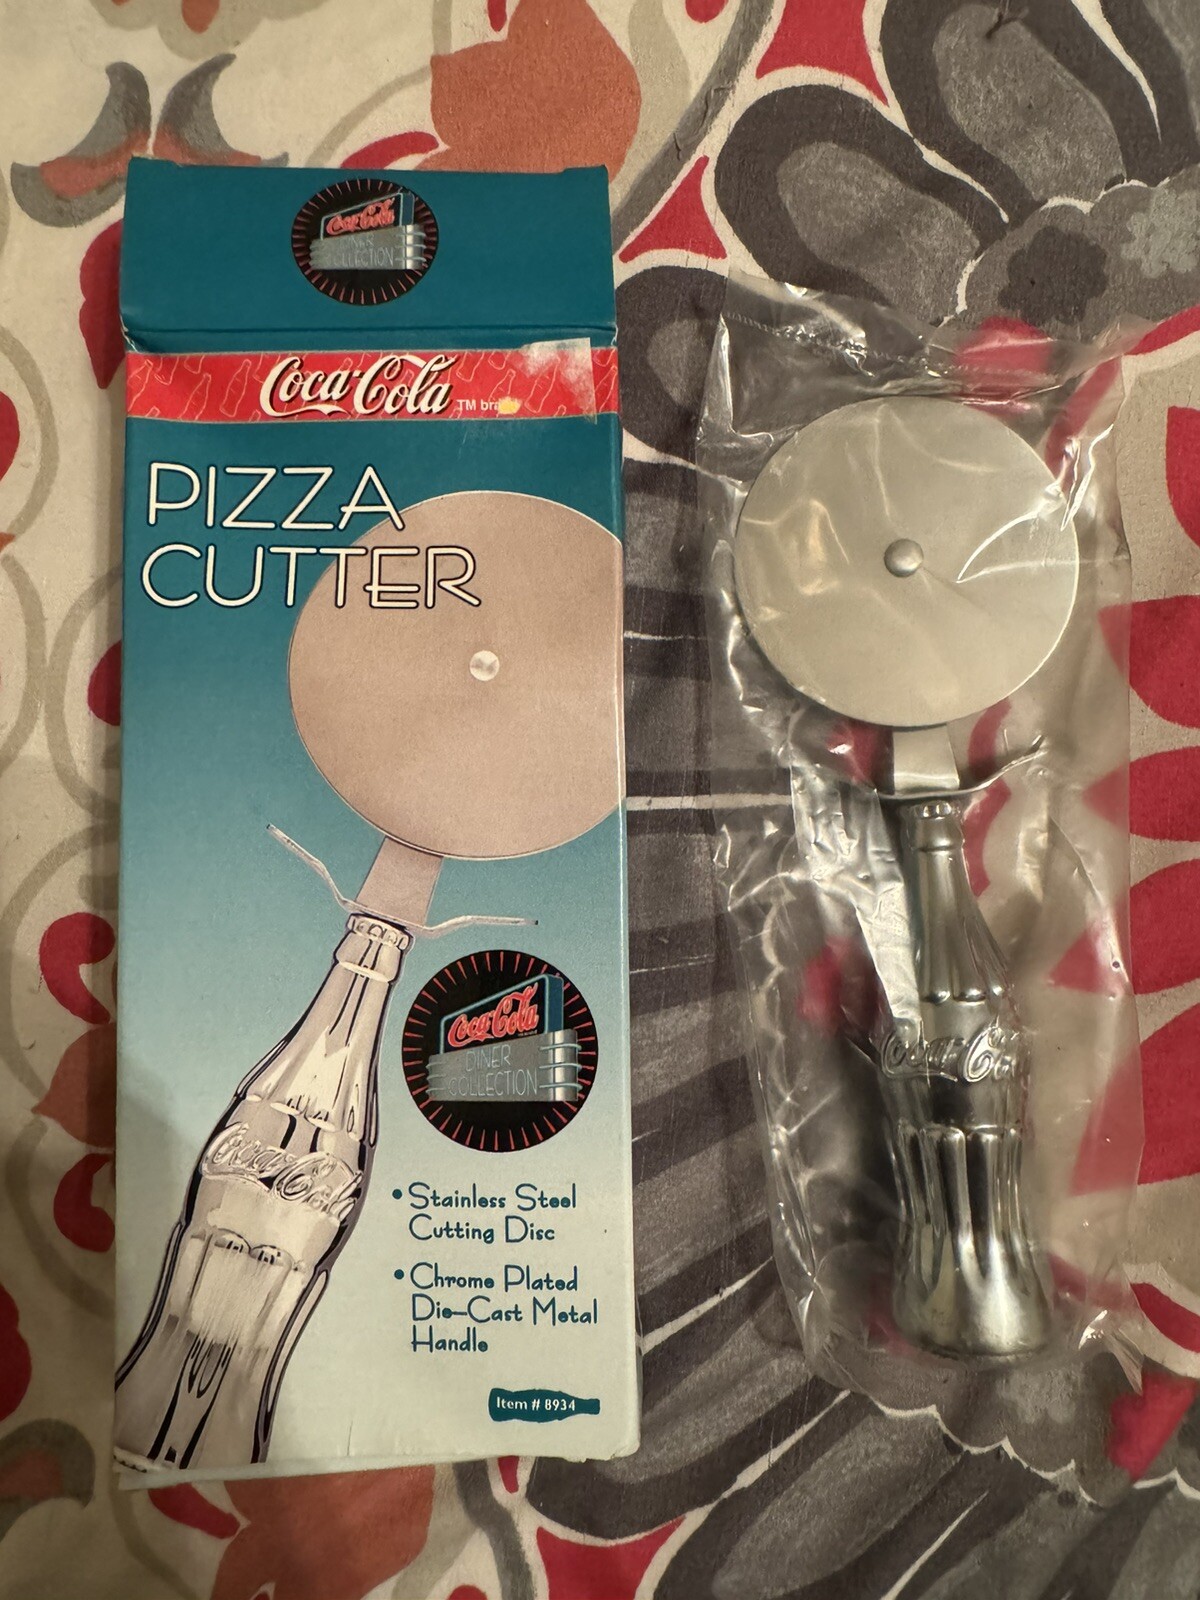 Coca-Cola
DINER
COLLECTION
Coca-Cola TM
PIZZA
CUTTER
Coca-Cola
DINER
COLLECTION
Coca-Cola
• Stainless Steel
Cutting Disc
• Chrome Plated
Die-Cast Metal
Handle
Item # 8934
Coca-Cola